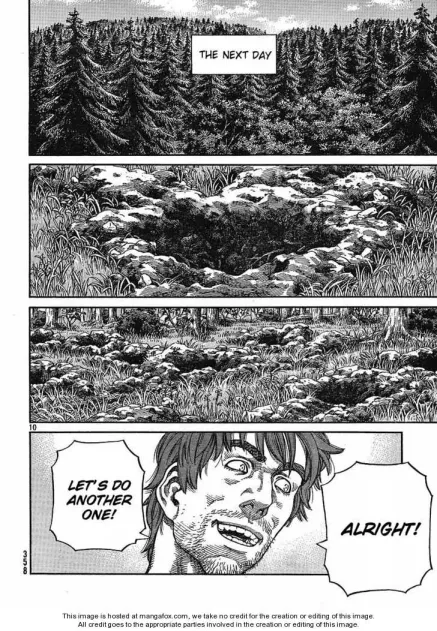 THE NEXT DAY
10
ALRIGHT!
LET'S DO
ANOTHER
ONE!
358
This image is hosted at mangafox.com, we take no credit for the creation or editing of this image.
All credit goes to the appropriate parties involved in the creation or editing of this image.